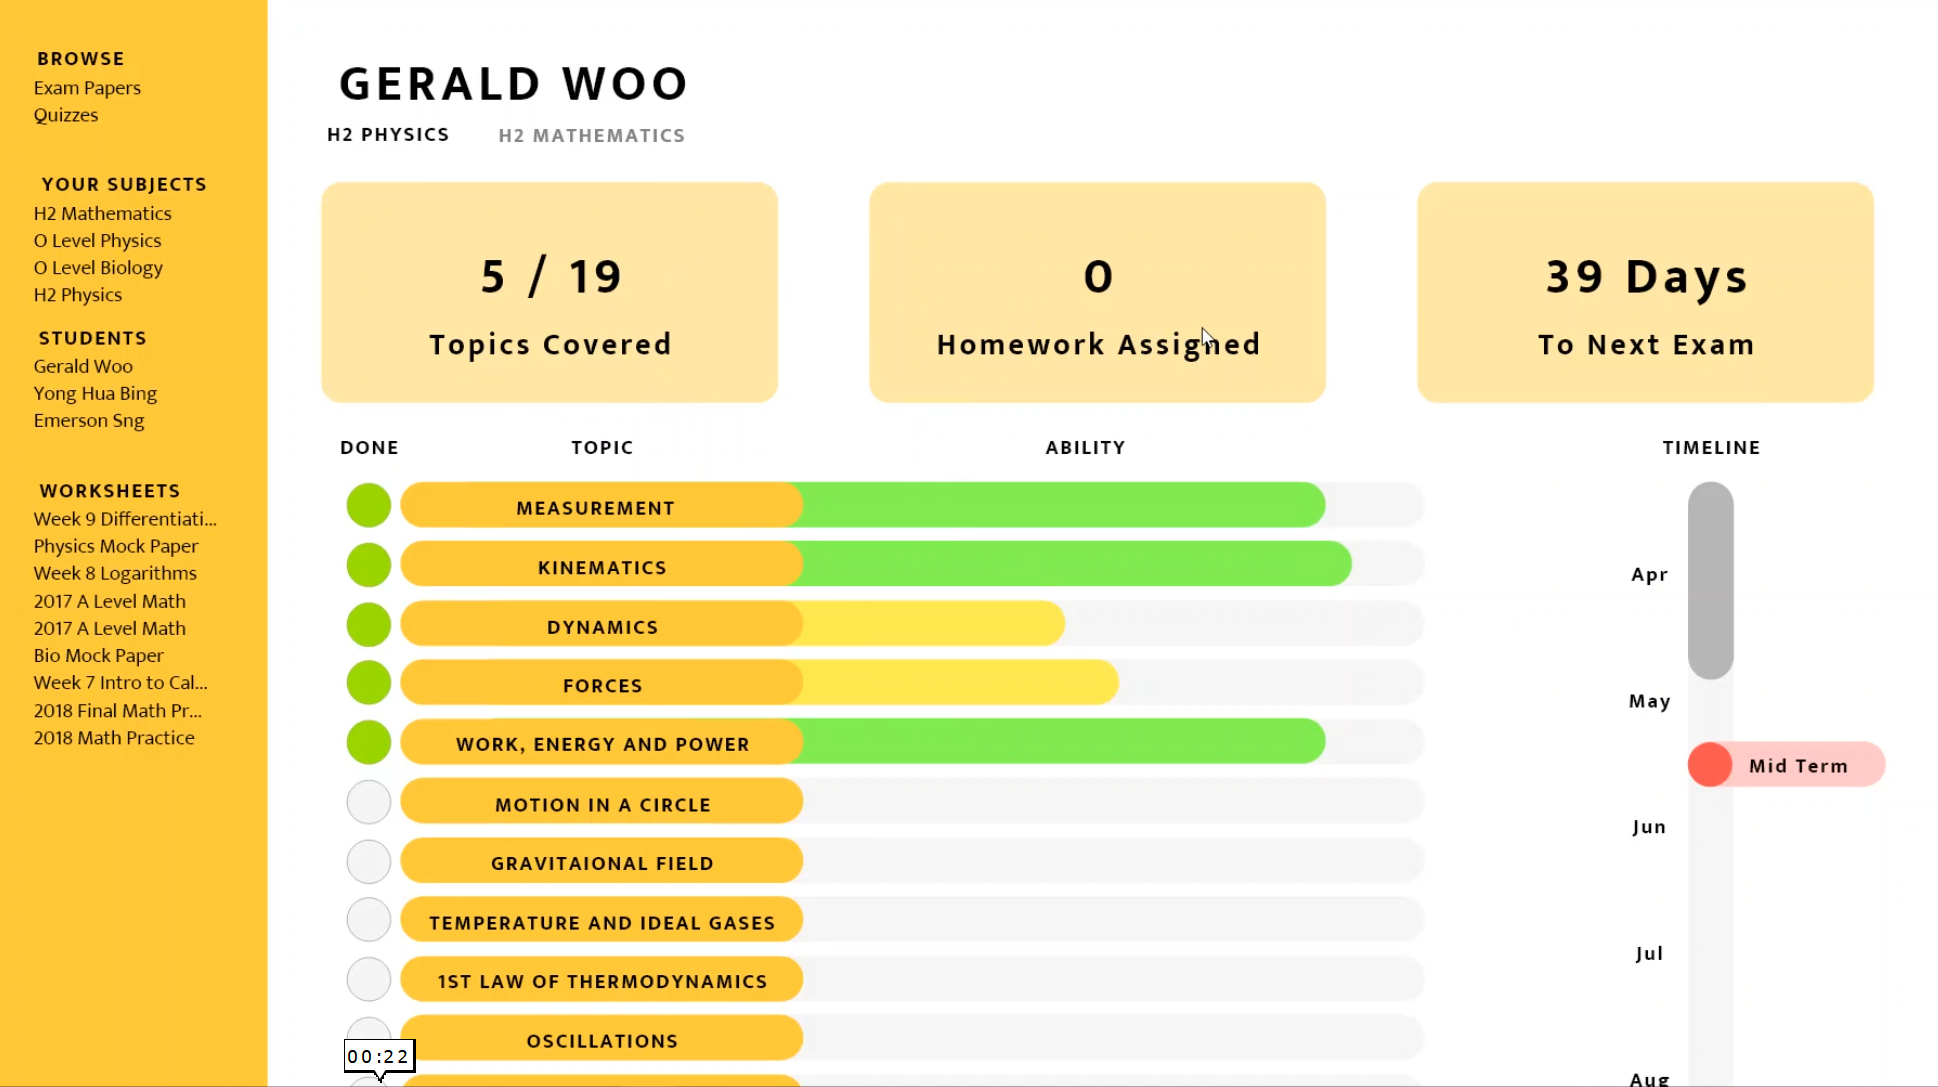 BROWSE
Exam Papers
Quizzes
YOUR SUBJECTS
H2 Mathematics
O Level Physics
O Level Biology
H2 Physics
STUDENTS
Gerald Woo
Yong Hua Bing
Emerson Sng
WORKSHEETS
Week 9 Differentiati...
Physics Mock Paper
Week 8 Logarithms
2017 A Level Math
2017 A Level Math
Bio Mock Paper
Week 7 Intro to Cal...
2018 Final Math Pr...
2018 Math Practice
GERALD WOO
H2 PHYSICS H2 MATHEMATICS
5 / 19
Topics Covered
0
Homework Assigned
39 Days
To Next Exam
DONE TOPIC ABILITY TIMELINE
MEASUREMENT
KINEMATICS
DYNAMICS
FORCES
WORK, ENERGY AND POWER
MOTION IN A CIRCLE
GRAVITAIONAL FIELD
TEMPERATURE AND IDEAL GASES
1ST LAW OF THERMODYNAMICS
OSCILLATIONS
Apr
May
Mid Term
Jun
Jul
Aug
00:22